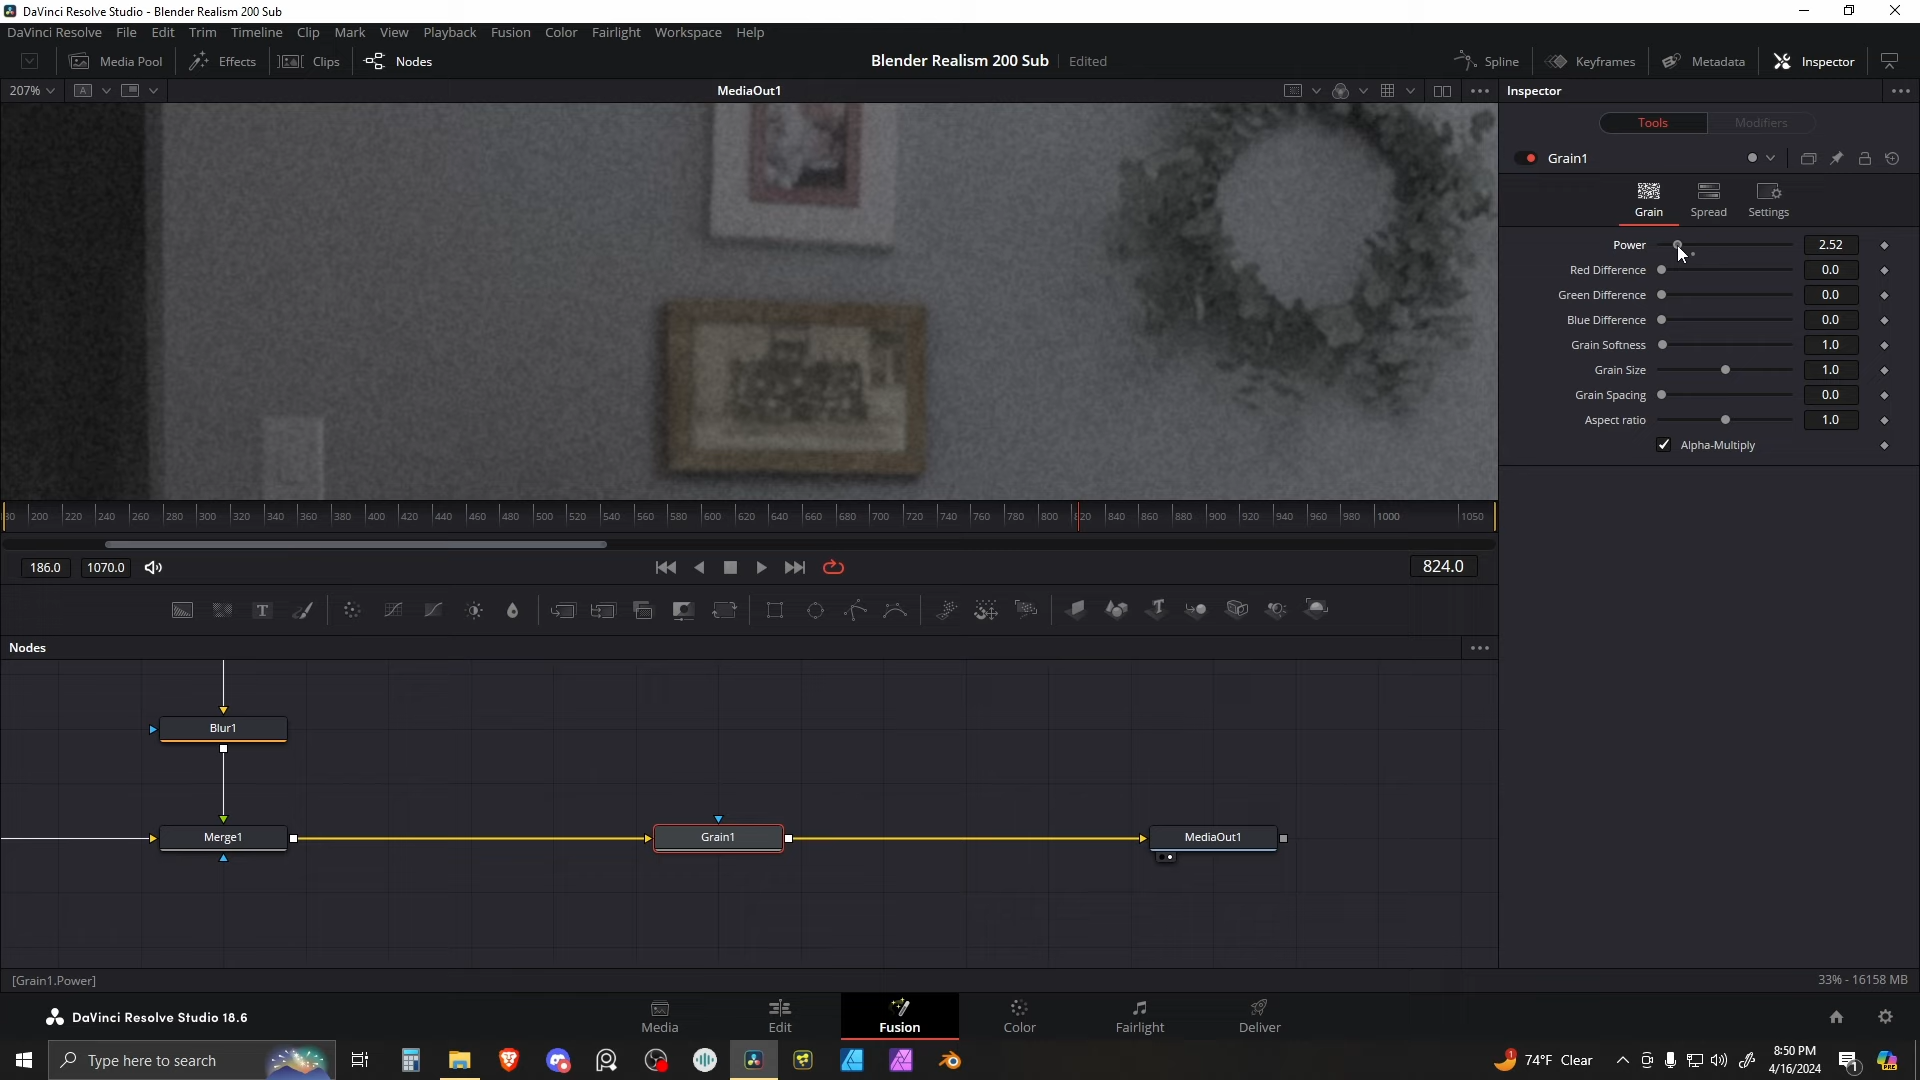 DaVinci Resolve Studio - Blender Realism 200 Sub
DaVinci Resolve File Edit Trim Timeline Clip Mark View Playback Fusion Color Fairlight Workspace Help
Media Pool Effects Clips Nodes Blender Realism 200 Sub Edited Spline Keyframes Metadata Inspector
207% A MediaOut1 Inspector
Tools Modifiers
Grain1
Grain Spread Settings
Power 2.52
Red Difference 0.0
Green Difference 0.0
Blue Difference 0.0
Grain Softness 1.0
Grain Size 1.0
Grain Spacing 0.0
Aspect ratio 1.0
Alpha-Multiply
200 220 240 260 280 300 320 340 360 380 400 420 440 460 480 500 520 540 560 580 600 620 640 660 680 700 720 740 760 780 800 820 840 860 880 900 920 940 960 980 1000 1050
186.0 1070.0 824.0
T T
Nodes
Blur1
Merge1 Grain1 MediaOut1
[Grain1.Power] 33% - 16158 MB
DaVinci Resolve Studio 18.6 Media Edit Fusion Color Fairlight Deliver
Type here to search 1 74°F Clear 8:50 PM 4/16/2024 1 PRE